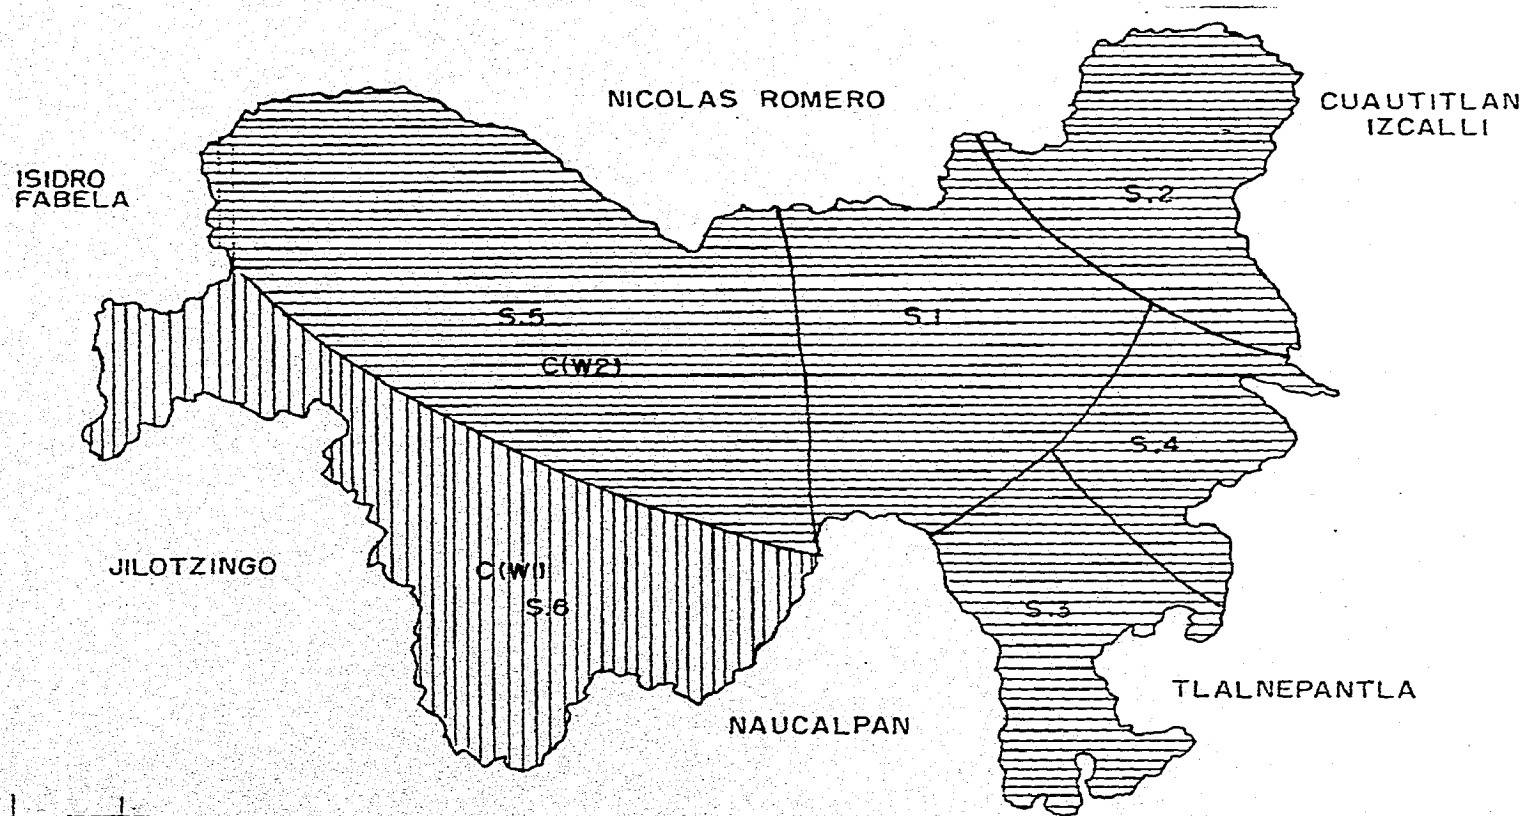 NICOLAS ROMERO
CUAUTITLAN
IZCALLI
ISIDRO
FABELA
S.2
S.5
S.1
C(W2)
S.4
JILOTZINGO
C(W1)
S.6
S.3
TLALNEPANTLA
NAUCALPAN